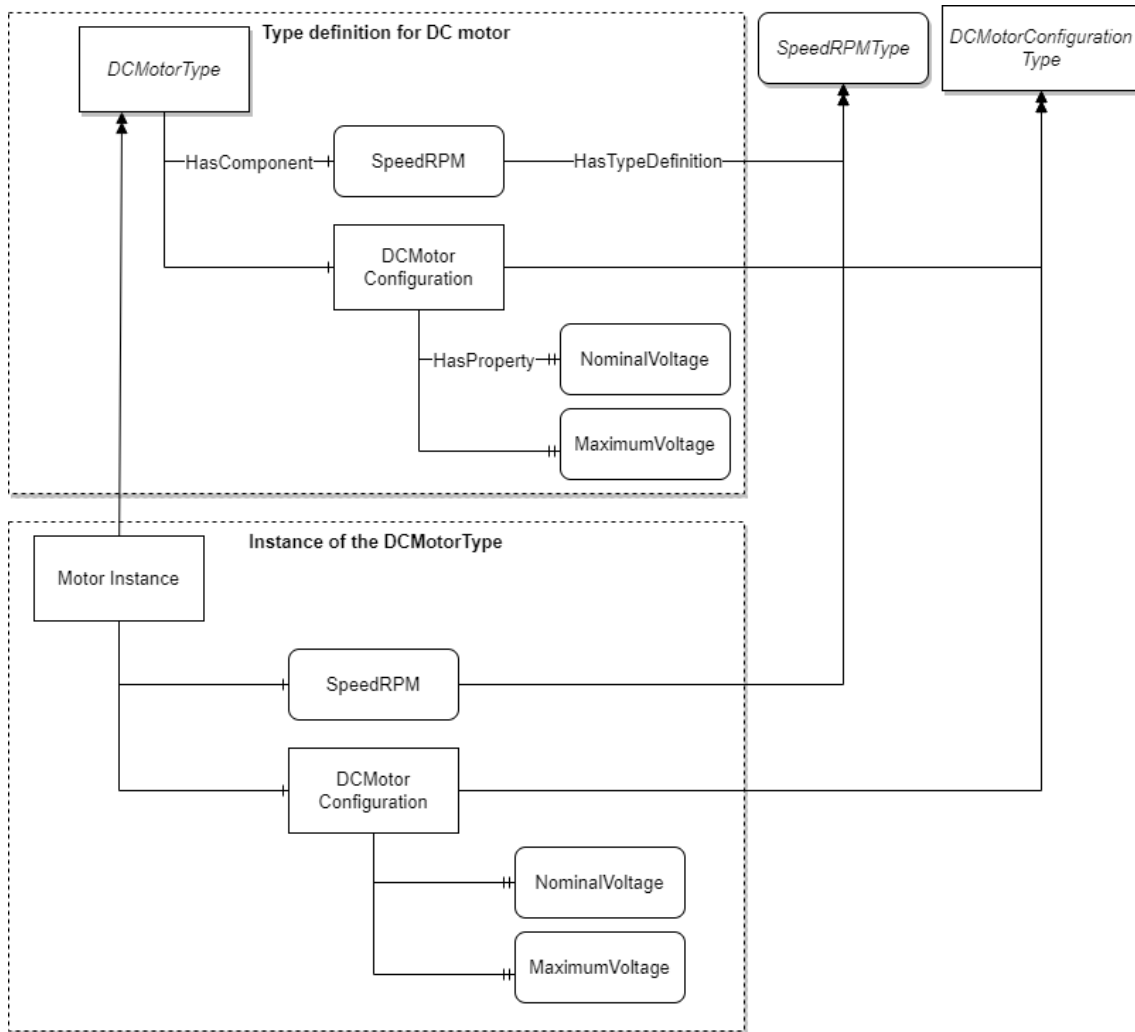 Type definition for DC motor
DCMotorType
SpeedRPMType
DCMotorConfiguration
Type
HasComponent
SpeedRPM
HasTypeDefinition
DCMotor
Configuration
HasProperty
NominalVoltage
MaximumVoltage
Instance of the DCMotorType
Motor Instance
SpeedRPM
DCMotor
Configuration
NominalVoltage
MaximumVoltage